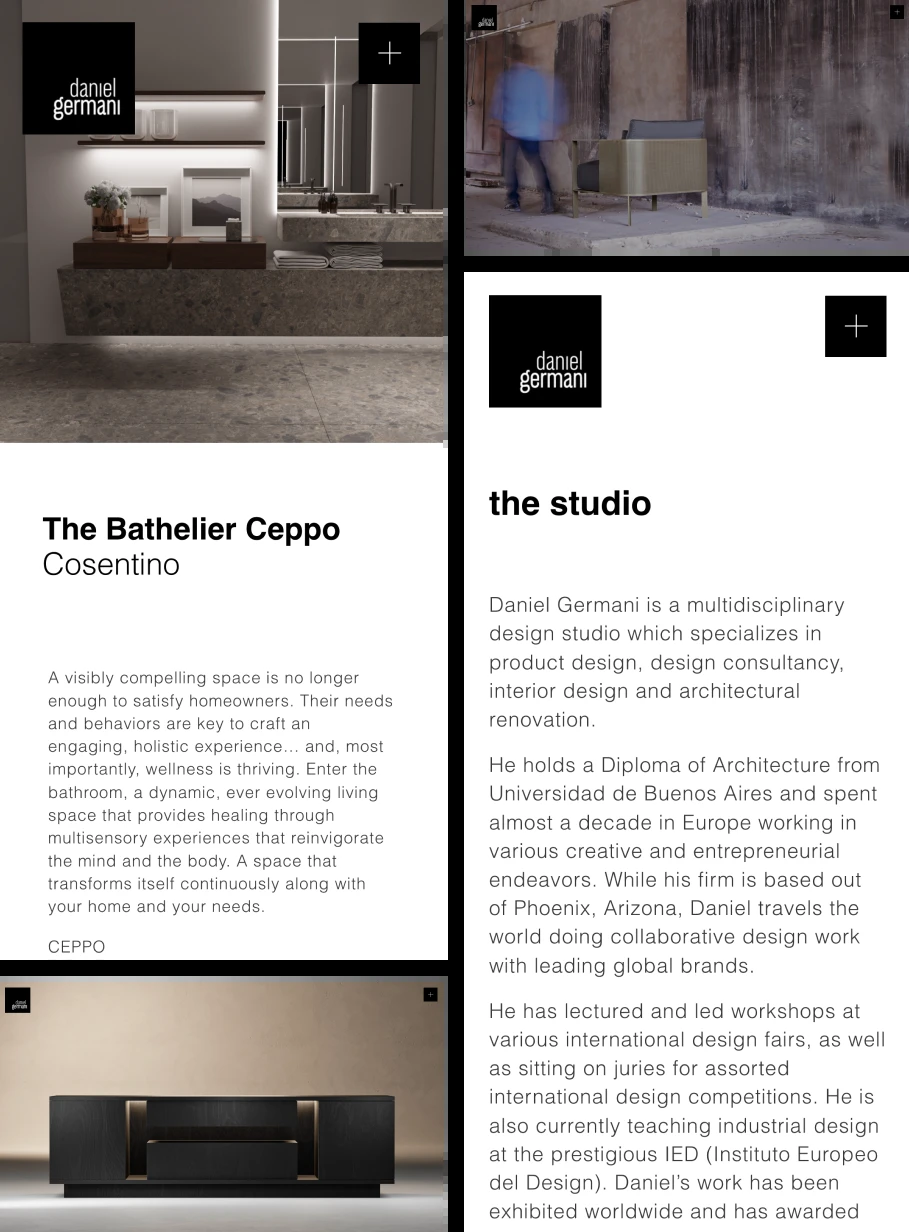 daniel
germani
The Bathelier Ceppo
Cosentino
A visibly compelling space is no longer
enough to satisfy homeowners. Their needs
and behaviors are key to craft an
engaging, holistic experience… and, most
importantly, wellness is thriving. Enter the
bathroom, a dynamic, ever evolving living
space that provides healing through
multisensory experiences that reinvigorate
the mind and the body. A space that
transforms itself continuously along with
your home and your needs.
CEPPO
daniel
germani
daniel
germani
daniel
germani
the studio
Daniel Germani is a multidisciplinary
design studio which specializes in
product design, design consultancy,
interior design and architectural
renovation.
He holds a Diploma of Architecture from
Universidad de Buenos Aires and spent
almost a decade in Europe working in
various creative and entrepreneurial
endeavors. While his firm is based out
of Phoenix, Arizona, Daniel travels the
world doing collaborative design work
with leading global brands.
He has lectured and led workshops at
various international design fairs, as well
as sitting on juries for assorted
international design competitions. He is
also currently teaching industrial design
at the prestigious IED (Instituto Europeo
del Design). Daniel’s work has been
exhibited worldwide and has awarded